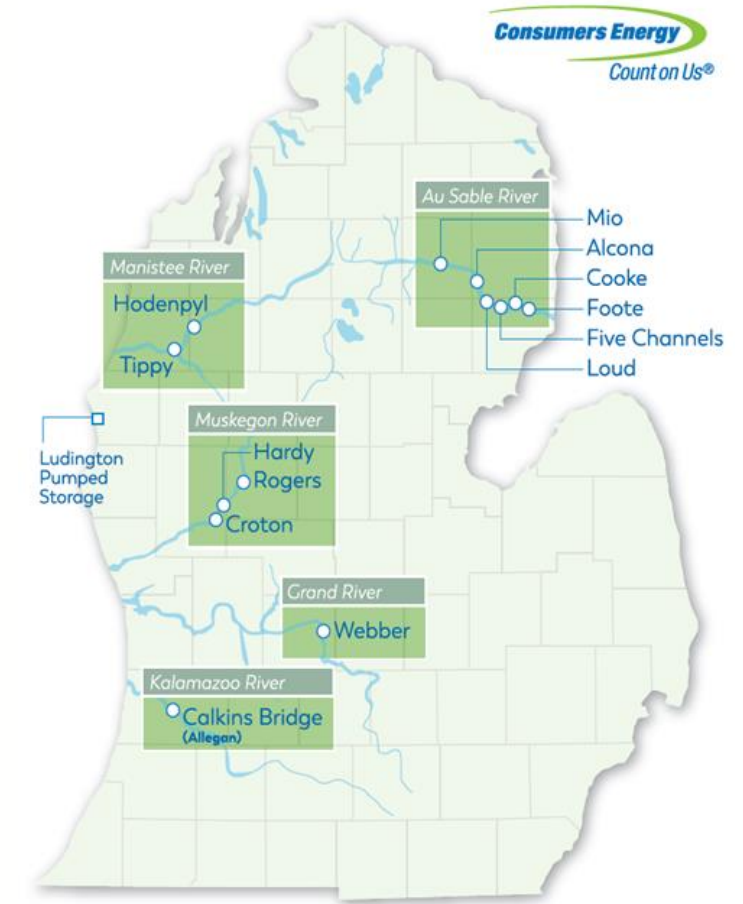 Consumers Energy
Count on Us®
Au Sable River
Mio
Alcona
Cooke
Foote
Five Channels
Loud
Manistee River
Hodenpyl
Tippy
Ludington
Pumped
Storage
Muskegon River
Hardy
Rogers
Croton
Grand River
Webber
Kalamazoo River
Calkins Bridge
(Allegan)